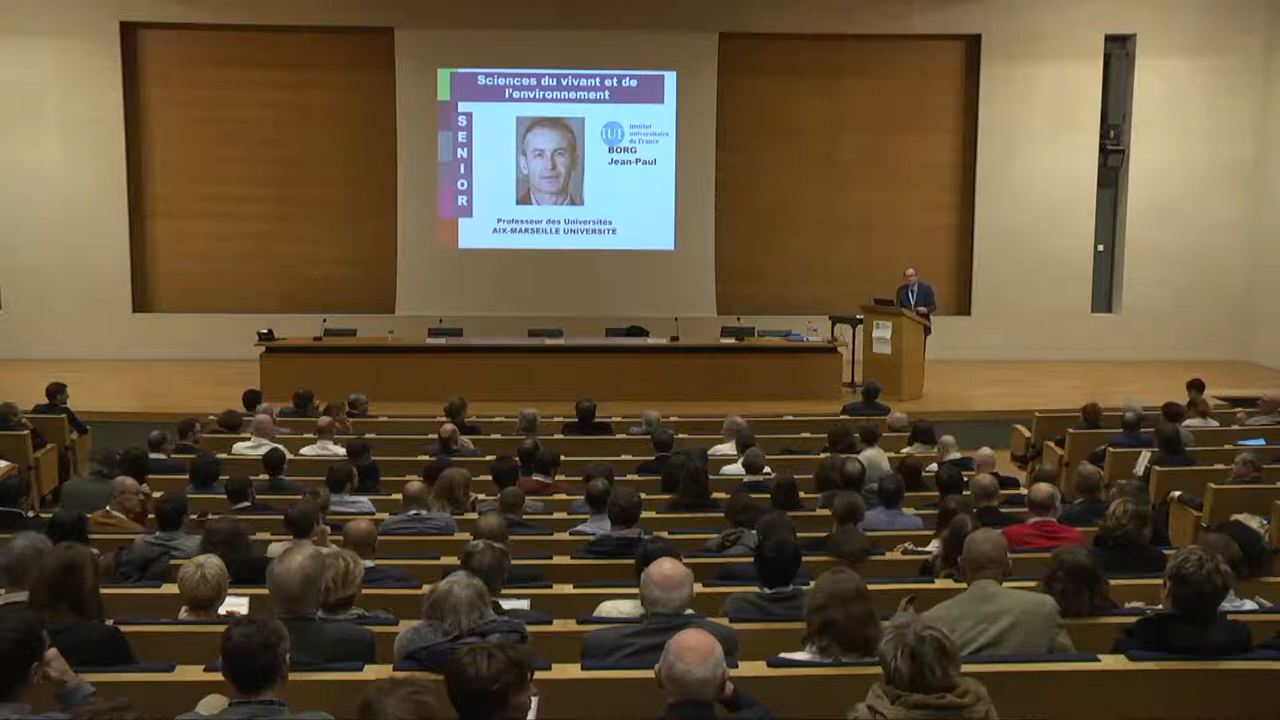 Sciences du vivant et de
l'environnement
SENIOR
IUF
institut
universitaire
de France
BORG
Jean-Paul
Professeur des Universités
AIX-MARSEILLE UNIVERSITÉ